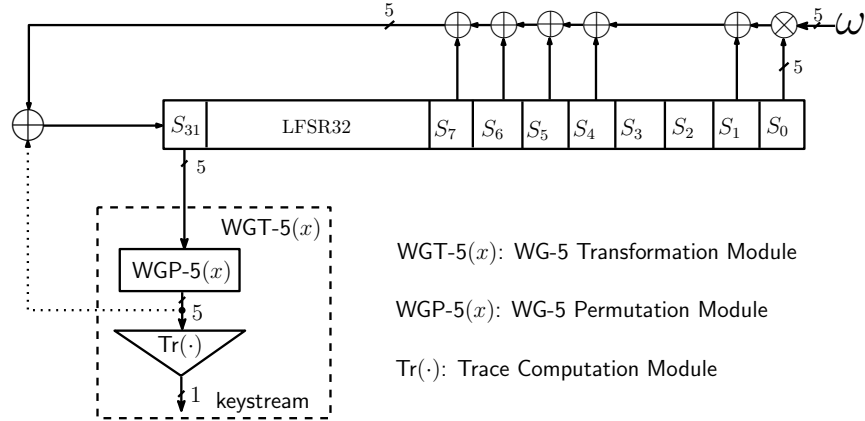 5 5 ω
5
S₃₁ LFSR32 S₇ S₆ S₅ S₄ S₃ S₂ S₁ S₀
5
WGT-5(x)
WGT-5(x): WG-5 Transformation Module
WGP-5(x)
WGP-5(x): WG-5 Permutation Module
5
Tr(·)
Tr(·): Trace Computation Module
1
keystream